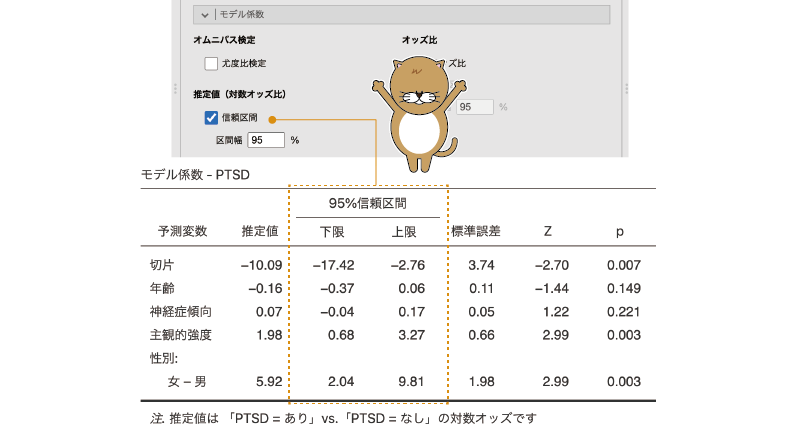 モデル係数
オムニバス検定 オッズ比
尤度比検定 ズ比
推定値（対数オッズ比）
信頼区間 95 %
区間幅 95 %
モデル係数 – PTSD
95%信頼区間
予測変数 推定値 下限 上限 標準誤差 Z p
切片 −10.09 −17.42 −2.76 3.74 −2.70 0.007
年齢 −0.16 −0.37 0.06 0.11 −1.44 0.149
神経症傾向 0.07 −0.04 0.17 0.05 1.22 0.221
主観的強度 1.98 0.68 3.27 0.66 2.99 0.003
性別:
女 – 男 5.92 2.04 9.81 1.98 2.99 0.003
注. 推定値は 「PTSD = あり」vs.「PTSD = なし」の対数オッズです